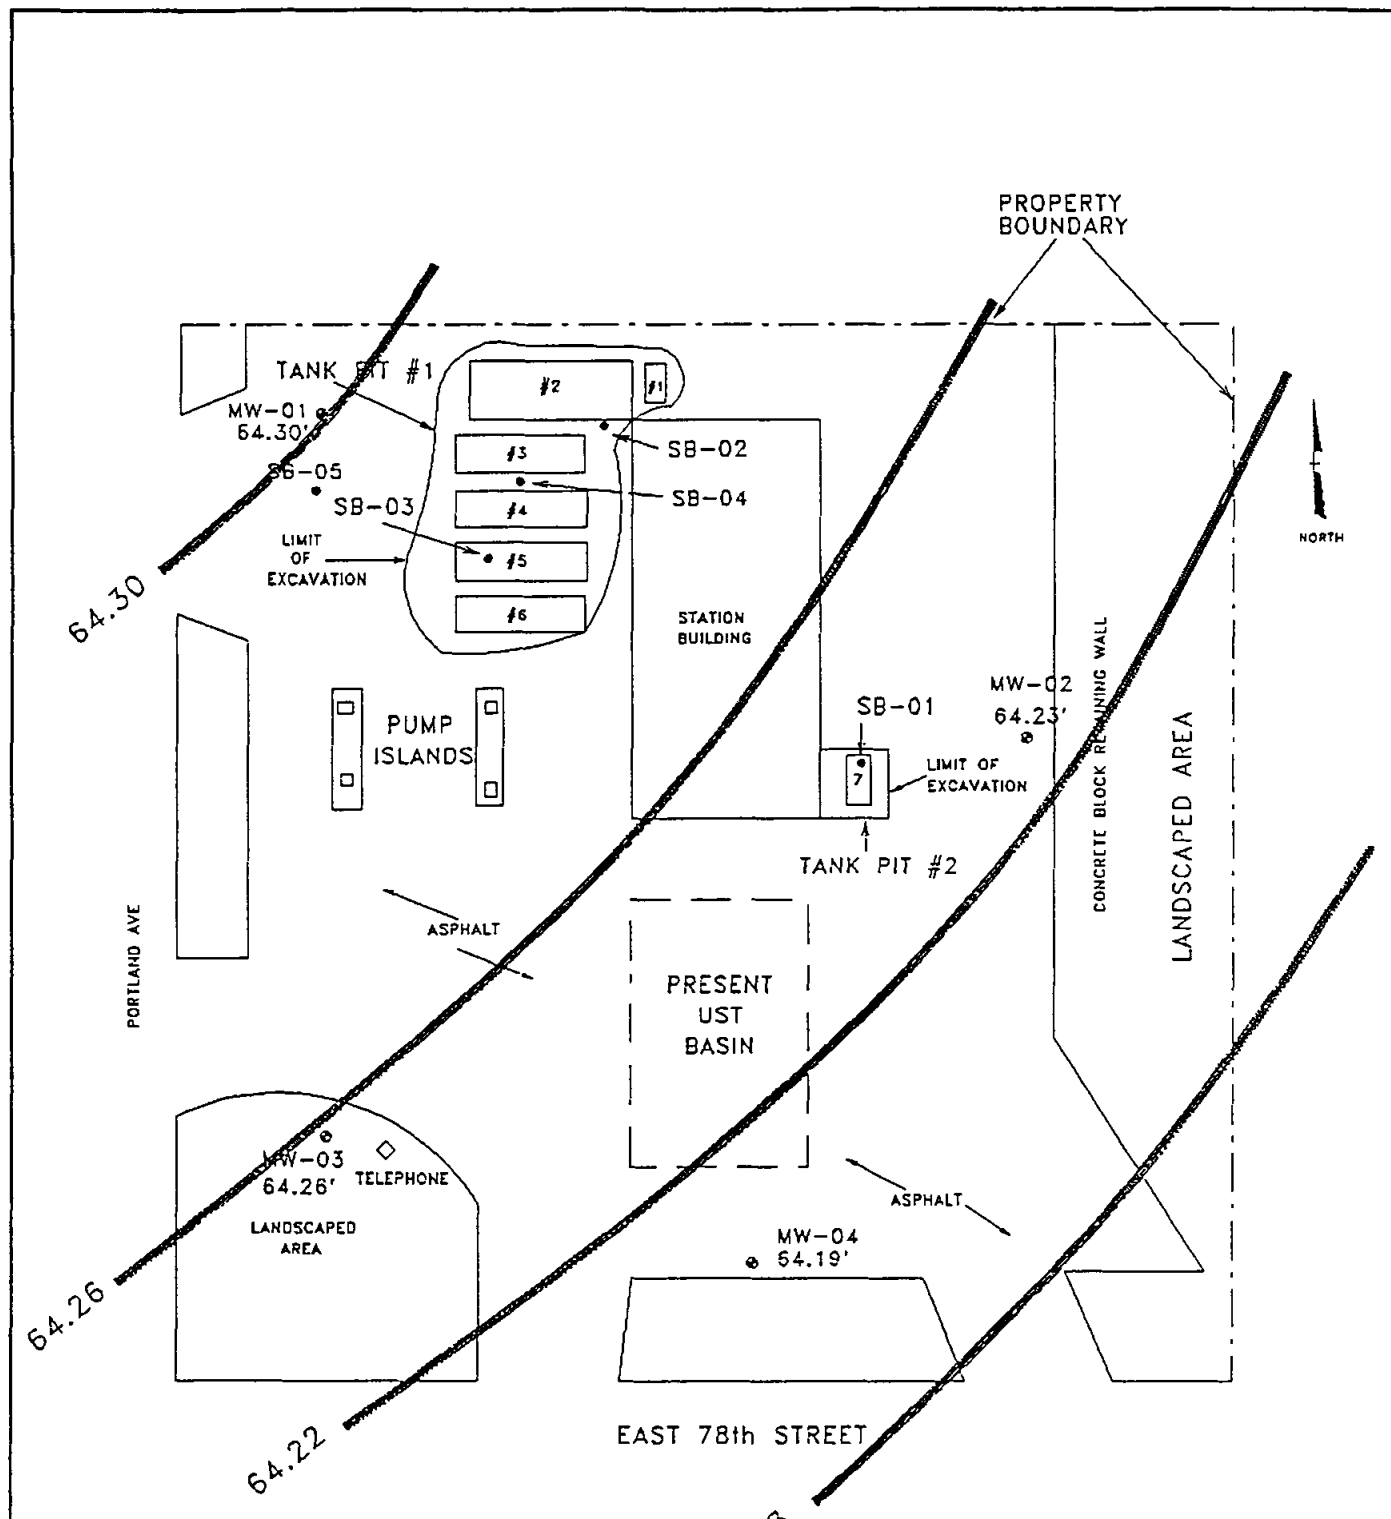 PROPERTY
BOUNDARY
TANK PIT #1
#2
#1
MW-01
64.30'
#3
SB-02
SB-05
SB-03
#4
SB-04
LIMIT
OF
EXCAVATION
#5
NORTH
#6
64.30
STATION
BUILDING
MW-02
64.23'
SB-01
PUMP
ISLANDS
7
LIMIT OF
EXCAVATION
CONCRETE BLOCK RETAINING WALL
LANDSCAPED AREA
TANK PIT #2
ASPHALT
PORTLAND AVE
PRESENT
UST
BASIN
MW-03
64.26'
TELEPHONE
LANDSCAPED
AREA
ASPHALT
MW-04
64.19'
64.26
64.22
EAST 78th STREET